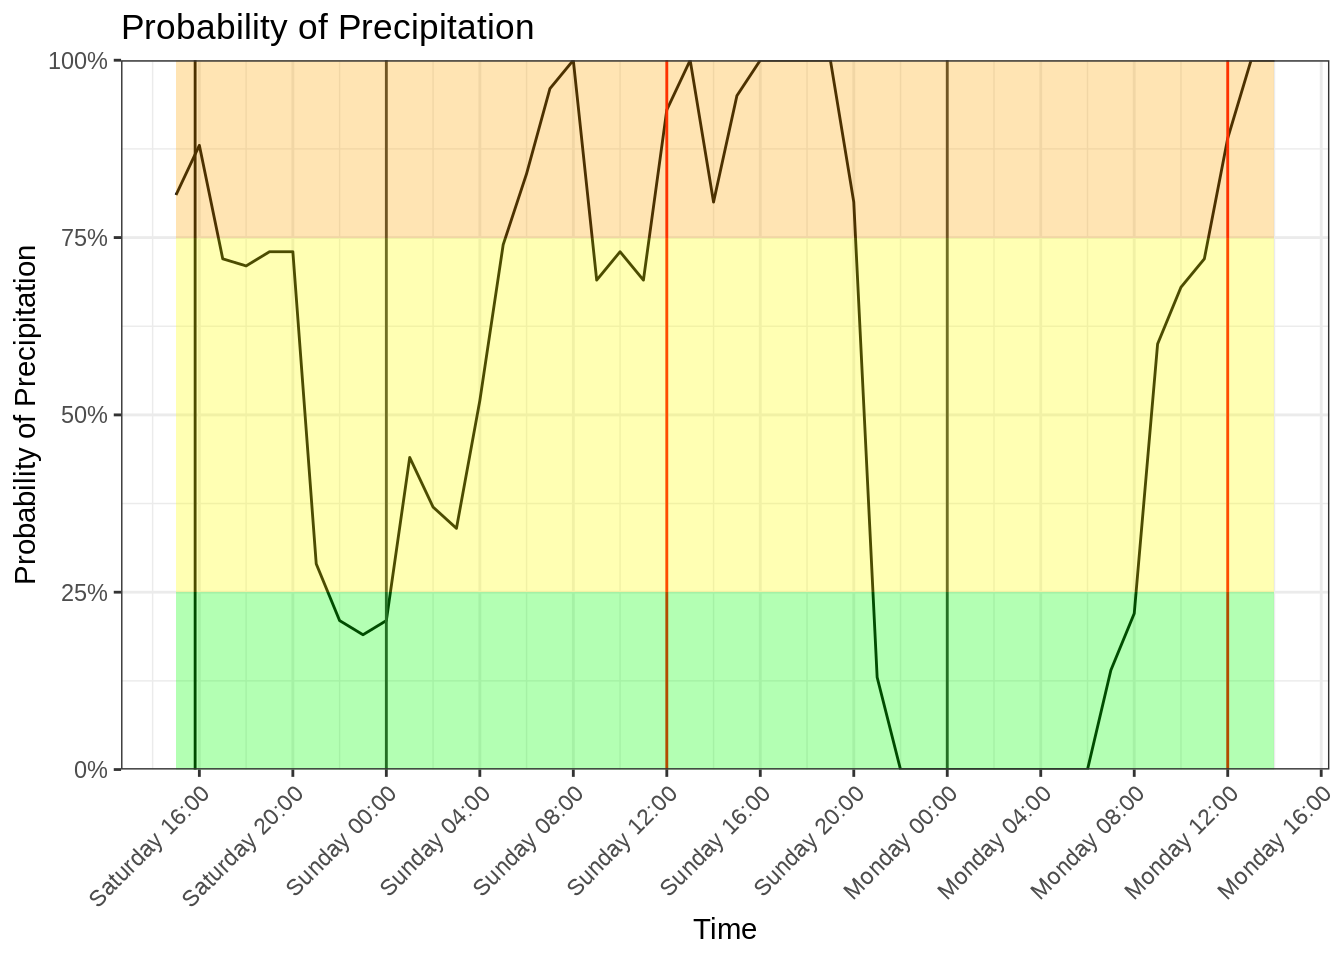 Probability of Precipitation
Probability of Precipitation
100%
75%
50%
25%
0%
Saturday 16:00
Saturday 20:00
Sunday 00:00
Sunday 04:00
Sunday 08:00
Sunday 12:00
Sunday 16:00
Sunday 20:00
Monday 00:00
Monday 04:00
Monday 08:00
Monday 12:00
Monday 16:00
Time